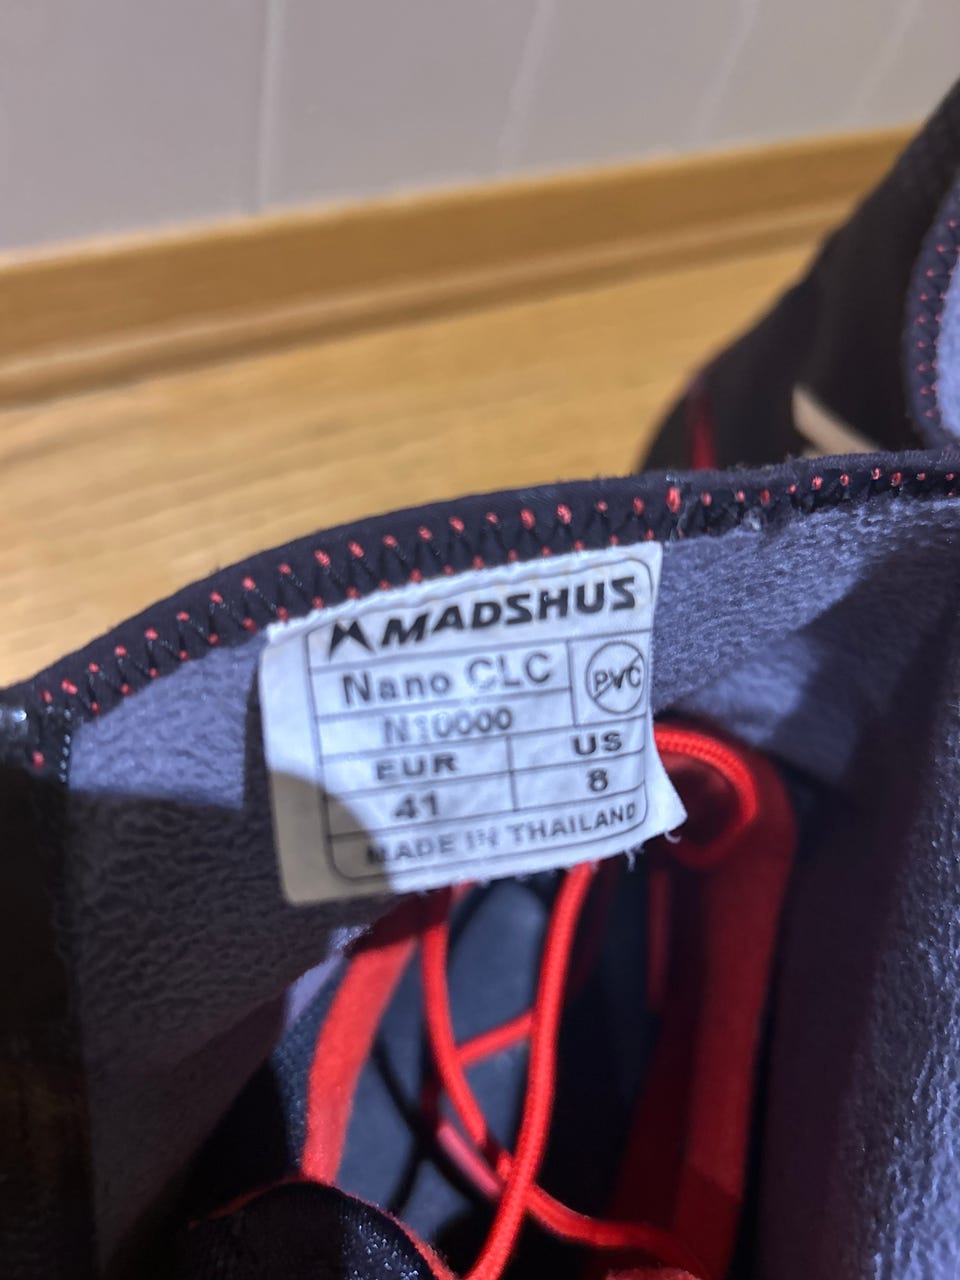 MADSHUS
Nano CLC
PVC
N10000
EUR US
41 8
MADE IN THAILAND